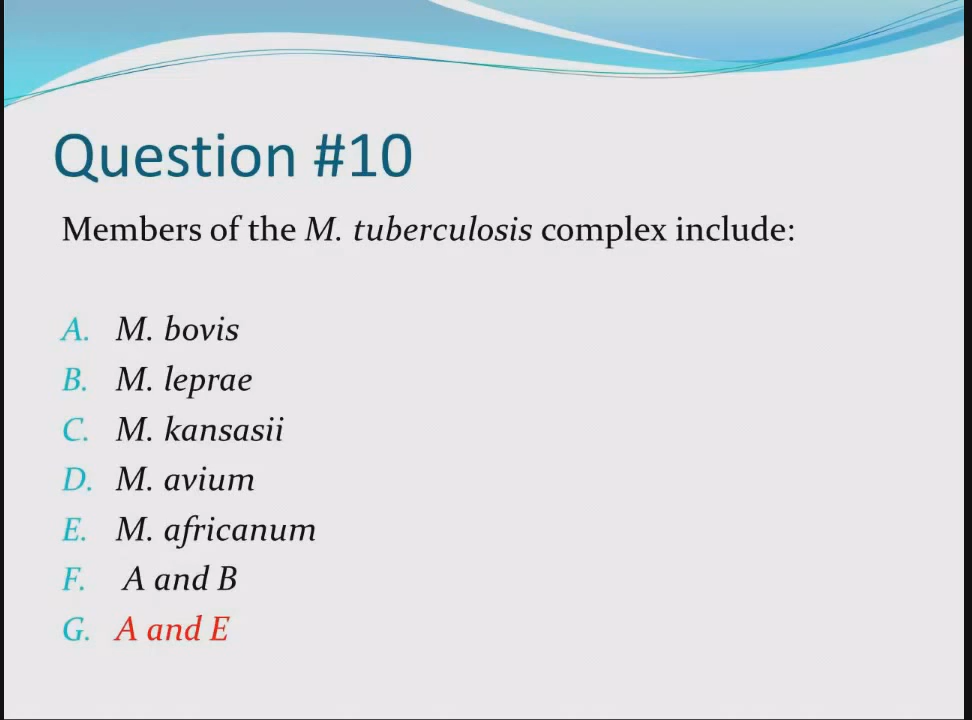 Question #10
Members of the M. tuberculosis complex include:
A. M. bovis
B. M. leprae
C. M. kansasii
D. M. avium
E. M. africanum
F. A and B
G. A and E